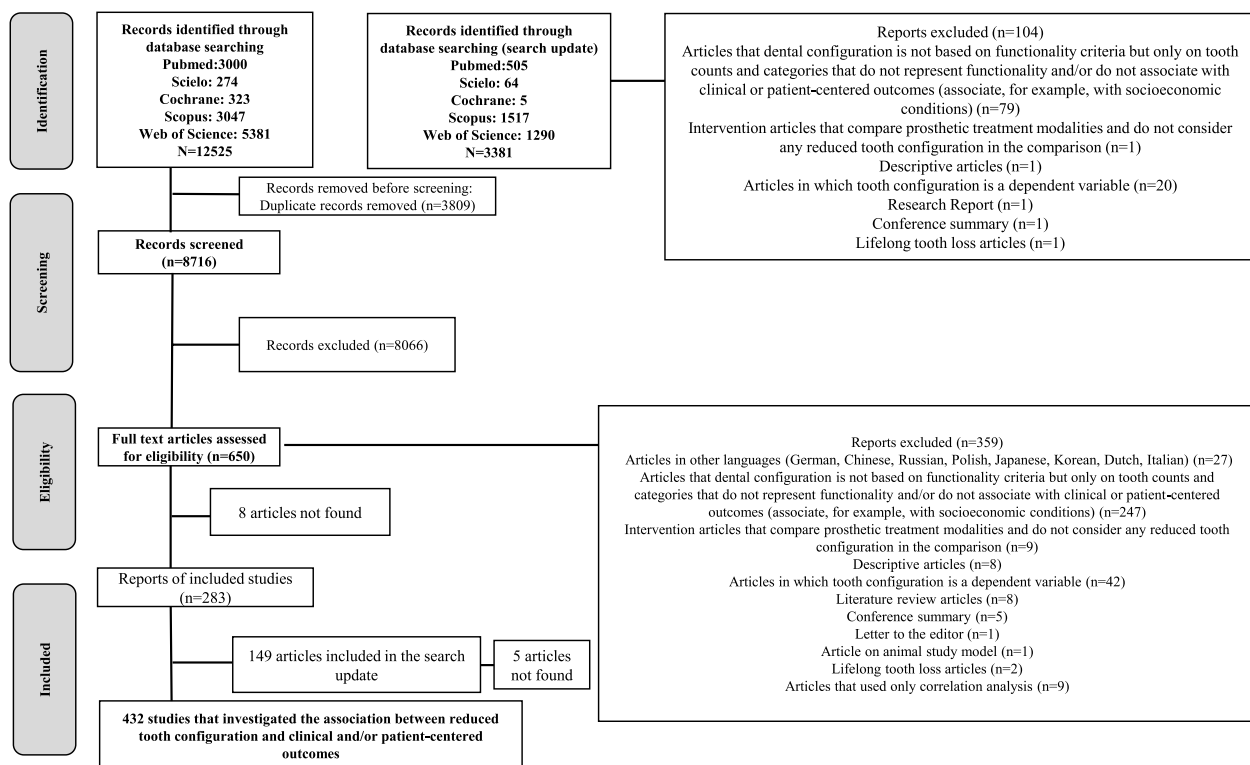 Identification
Records identified through
database searching
Pubmed:3000
Scielo: 274
Cochrane: 323
Scopus: 3047
Web of Science: 5381
N=12525
Records identified through
database searching (search update)
Pubmed:505
Scielo: 64
Cochrane: 5
Scopus: 1517
Web of Science: 1290
N=3381
Reports excluded (n=104)
Articles that dental configuration is not based on functionality criteria but only on tooth
counts and categories that do not represent functionality and/or do not associate with
clinical or patient-centered outcomes (associate, for example, with socioeconomic
conditions) (n=79)
Intervention articles that compare prosthetic treatment modalities and do not consider
any reduced tooth configuration in the comparison (n=1)
Descriptive articles (n=1)
Articles in which tooth configuration is a dependent variable (n=20)
Research Report (n=1)
Conference summary (n=1)
Lifelong tooth loss articles (n=1)
Records removed before screening:
Duplicate records removed (n=3809)
Screening
Records screened
(n=8716)
Records excluded (n=8066)
Eligibility
Full text articles assessed
for eligibility (n=650)
8 articles not found
Reports excluded (n=359)
Articles in other languages (German, Chinese, Russian, Polish, Japanese, Korean, Dutch, Italian) (n=27)
Articles that dental configuration is not based on functionality criteria but only on tooth counts and
categories that do not represent functionality and/or do not associate with clinical or patient-centered
outcomes (associate, for example, with socioeconomic conditions)
(n=247)
Intervention articles that compare prosthetic treatment modalities and do not consider any reduced tooth
configuration in the comparison (n=9)
Descriptive articles (n=8)
Articles in which tooth configuration is a dependent variable (n=42)
Literature review articles (n=8)
Conference summary (n=5)
Letter to the editor (n=1)
Article on animal study model (n=1)
Lifelong tooth loss articles (n=2)
Articles that used only correlation analysis (n=9)
Included
Reports of included studies
(n=283)
149 articles included in the search
update
5 articles
not found
432 studies that investigated the association between reduced
tooth configuration and clinical and/or patient-centered
outcomes